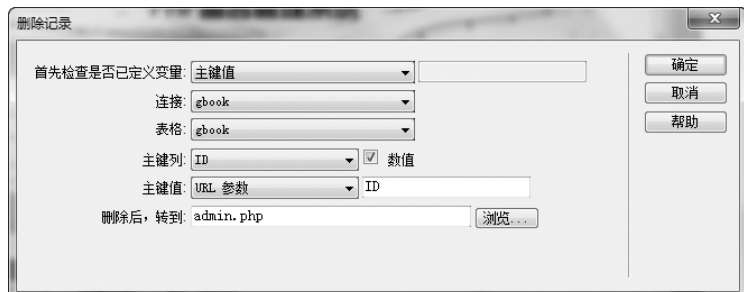 删除记录
首先检查是否已定义变量: 主键值
确定
连接: gbook
取消
表格: gbook
帮助
主键列: ID 数值
主键值: URL 参数 ID
删除后，转到: admin.php 浏览...